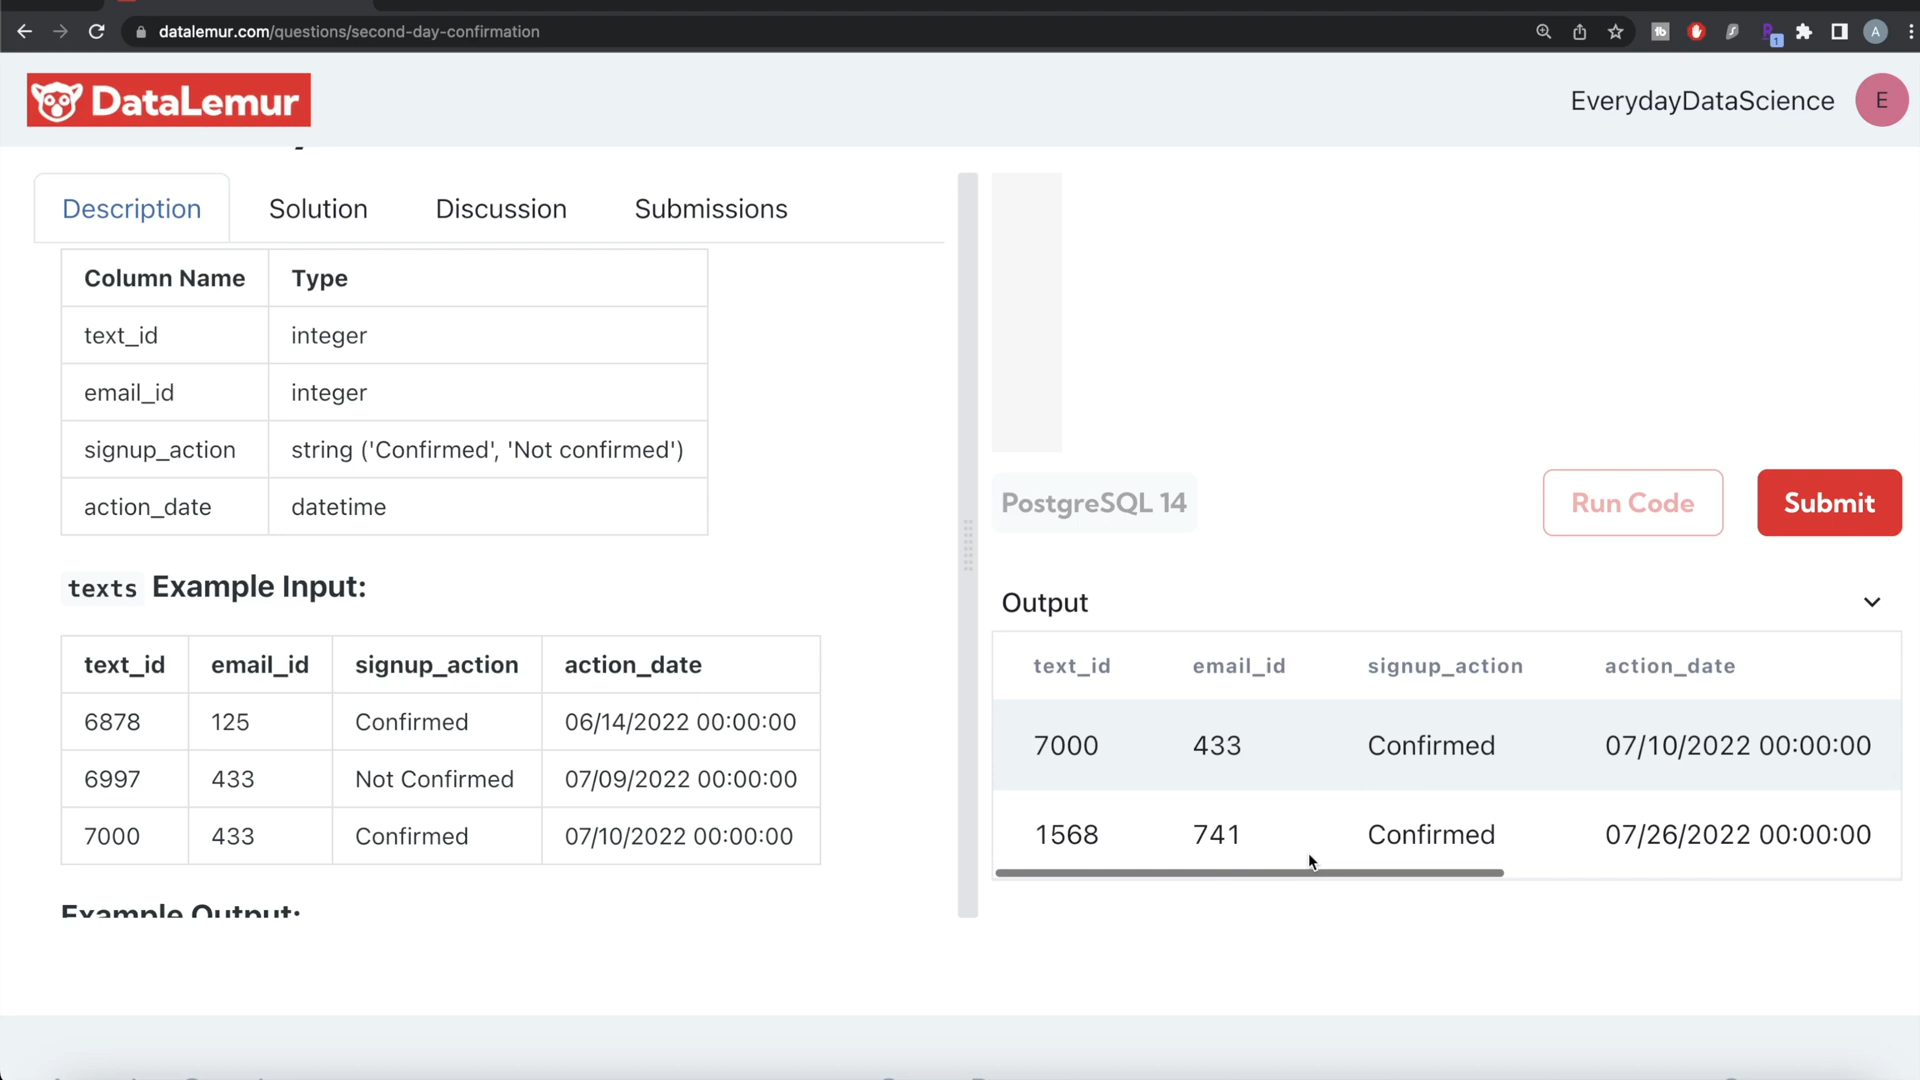 datalemur.com/questions/second-day-confirmation
1
A
DataLemur
EverydayDataScience
E
Description
Solution
Discussion
Submissions
Column Name Type
text_id integer
email_id integer
signup_action string ('Confirmed', 'Not confirmed')
action_date datetime
texts Example Input:
text_id email_id signup_action action_date
6878 125 Confirmed 06/14/2022 00:00:00
6997 433 Not Confirmed 07/09/2022 00:00:00
7000 433 Confirmed 07/10/2022 00:00:00
Example Output:
PostgreSQL 14
Run Code
Submit
Output
text_id email_id signup_action action_date
7000 433 Confirmed 07/10/2022 00:00:00
1568 741 Confirmed 07/26/2022 00:00:00